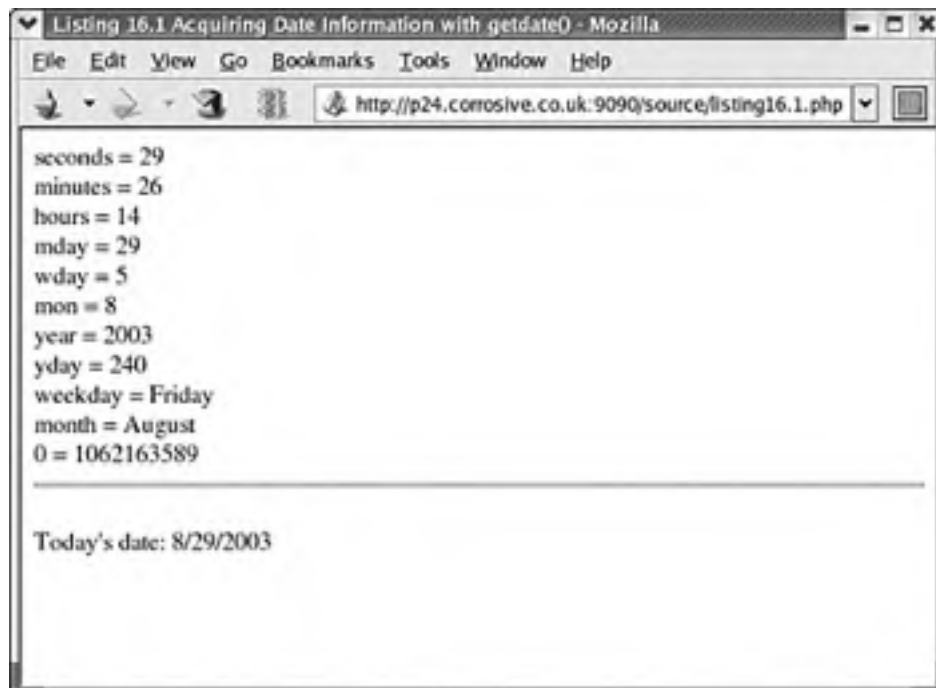 Listing 16.1 Acquiring Date Information with getdate() - Mozilla
File Edit View Go Bookmarks Tools Window Help
http://p24.corrosive.co.uk:9090/source/listing16.1.php
seconds = 29
minutes = 26
hours = 14
mday = 29
wday = 5
mon = 8
year = 2003
yday = 240
weekday = Friday
month = August
0 = 1062163589
Today's date: 8/29/2003